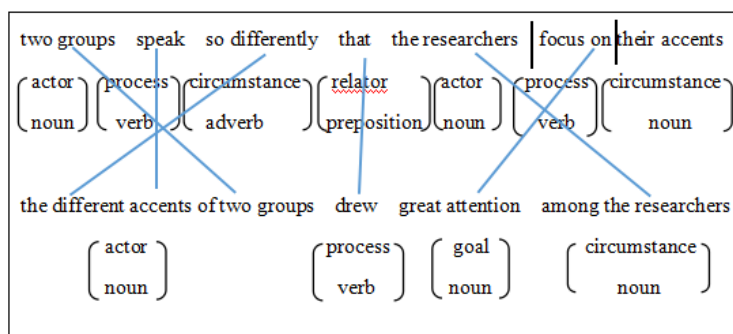 two groups speak so differently that the researchers focus on their accents
actor process circumstance relator actor process circumstance
noun verb adverb preposition noun verb noun
the different accents of two groups drew great attention among the researchers
actor process goal circumstance
noun verb noun noun